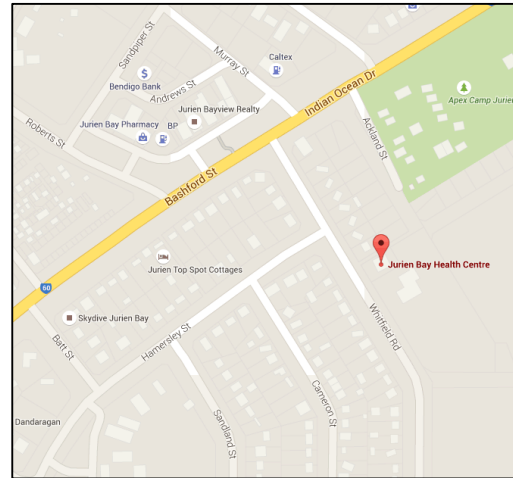 Sandpiper St
Murray St
Caltex
Indian Ocean Dr
Bendigo Bank
Andrews St
Apex Camp Jurien
Jurien Bayview Realty
Ackland St
Roberts St
Jurien Bay Pharmacy
BP
Bashford St
Jurien Bay Health Centre
Jurien Top Spot Cottages
60
Skydive Jurien Bay
Whitfield Rd
Batt St
Hamersley St
Cameron St
Sandland St
Dandaragan